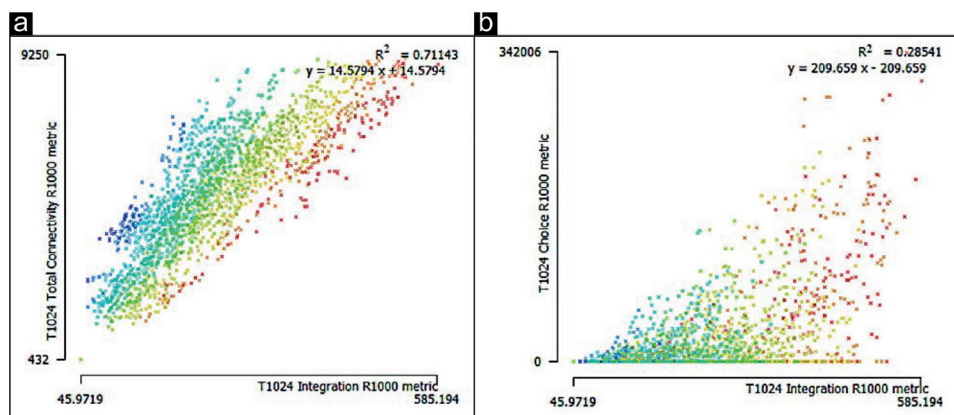 a
9250
R² = 0.71143
y = 14.5794 x + 14.5794
T1024 Total Connectivity R1000 metric
432
T1024 Integration R1000 metric
45.9719
585.194
b
342006
R² = 0.28541
y = 209.659 x - 209.659
T1024 Choice R1000 metric
0
T1024 Integration R1000 metric
45.9719
585.194